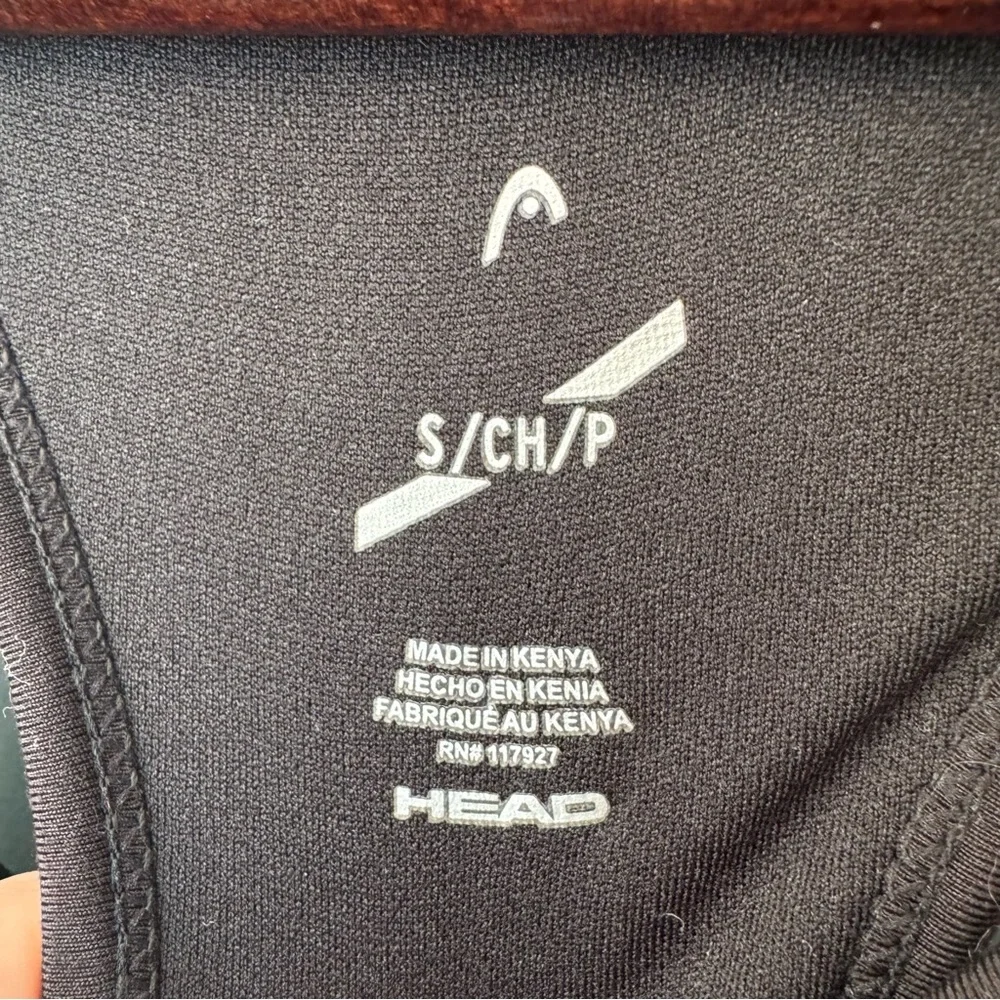 S/CH/P
MADE IN KENYA
HECHO EN KENIA
FABRIQUÉ AU KENYA
RN# 117927
HEAD